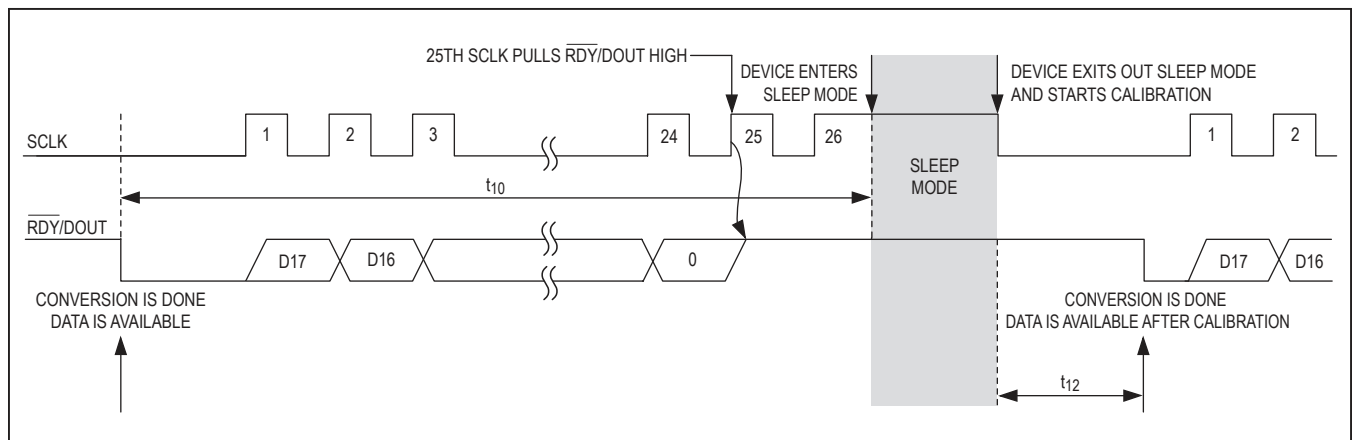 25TH SCLK PULLS RDY/DOUT HIGH
DEVICE ENTERS
SLEEP MODE
DEVICE EXITS OUT SLEEP MODE
AND STARTS CALIBRATION
SCLK
1
2
3
24
25
26
1
2
SLEEP
MODE
t10
RDY/DOUT
D17
D16
0
D17
D16
CONVERSION IS DONE
DATA IS AVAILABLE
CONVERSION IS DONE
DATA IS AVAILABLE AFTER CALIBRATION
t12